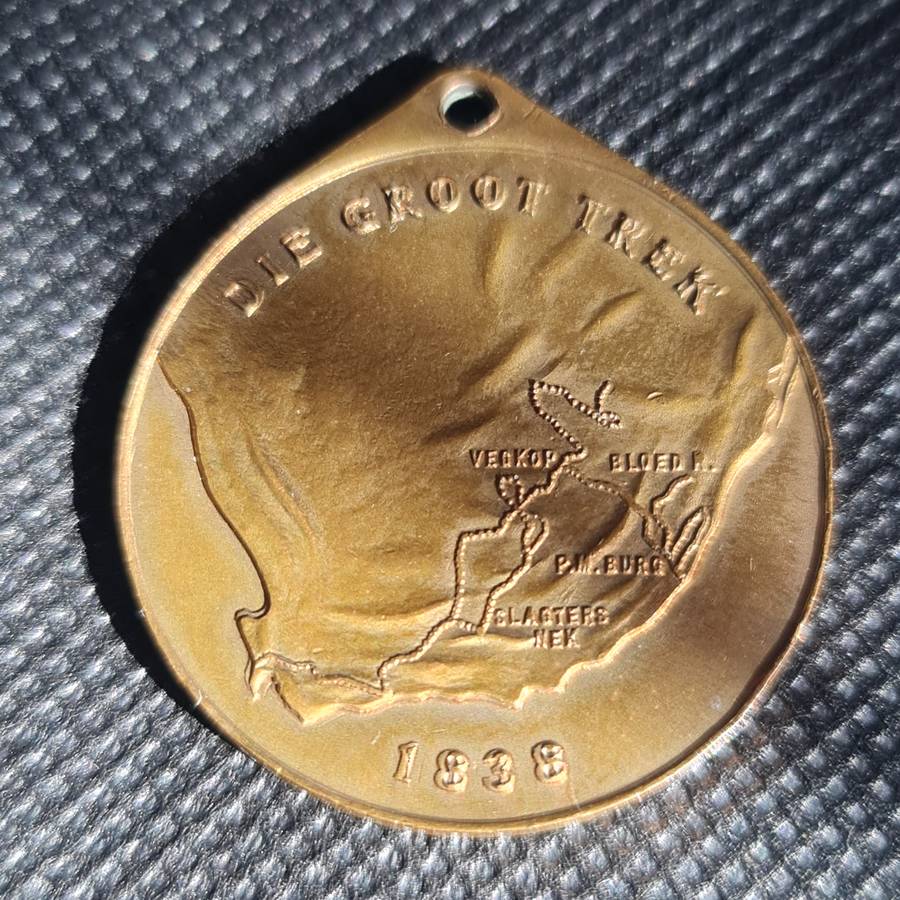 DIE GROOT TREK
VEGKOP
BLOED R.
P.M.BURG
SLAGTERS
NEK
1838